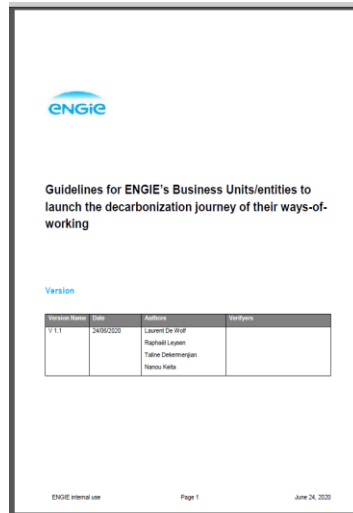 ENGIE
Guidelines for ENGIE's Business Units/entities to
launch the decarbonization journey of their ways-of-
working
Version
Version Name Date Authors Verifyers
V 1.1 24/06/2020 Laurent De Wolf
Raphaël Leysen
Taline Dekermenjian
Nanou Keita
ENGIE internal use Page 1 June 24, 2020